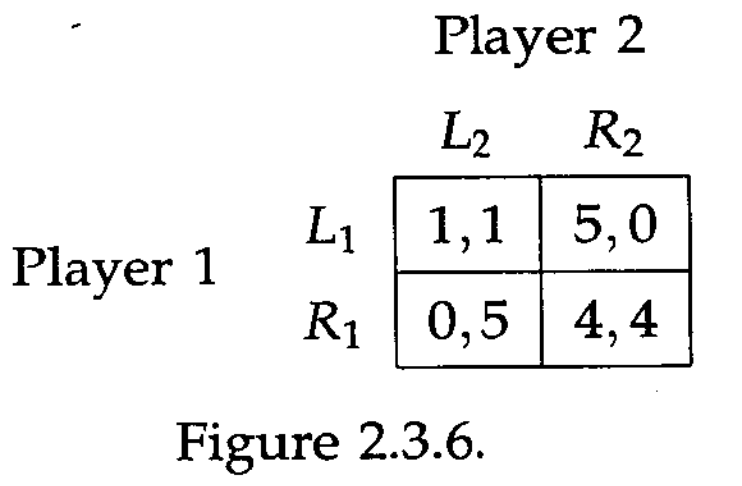 Player 2
L₂ R₂
L₁ 1,1 5,0
Player 1
R₁ 0,5 4,4
Figure 2.3.6.